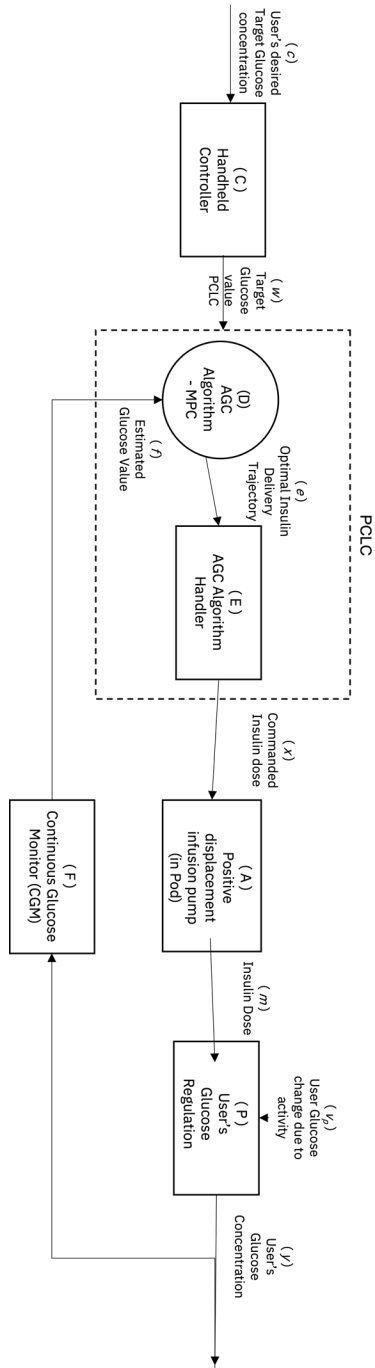 (c)
User's desired
Target Glucose
concentration
(C)
Handheld
Controller
(w)
Target
Glucose
value
PCLC
PCLC
(D)
AGC
Algorithm
- MPC
(e)
Optimal Insulin
Delivery
Trajectory
(f)
Estimated
Glucose Value
(E)
AGC Algorithm
Handler
(x)
Commanded
Insulin dose
(A)
Positive
displacement
infusion pump
(in Pod)
(m)
Insulin Dose
(vₚ)
User Glucose
change due to
activity
(P)
User's
Glucose
Regulation
(y)
User's
Glucose
Concentration
(F)
Continuous Glucose
Monitor (CGM)